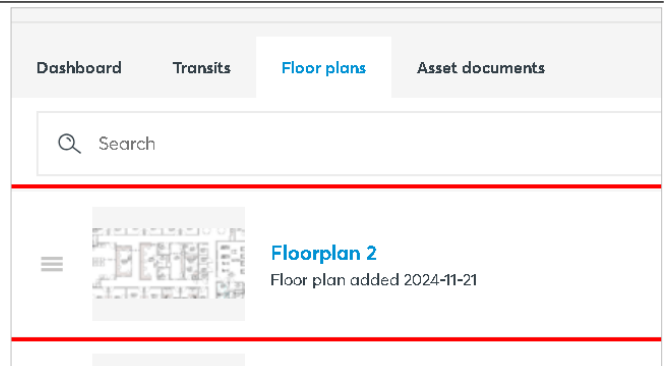 Dashboard Transits Floor plans Asset documents
Search
Floorplan 2
Floor plan added 2024-11-21